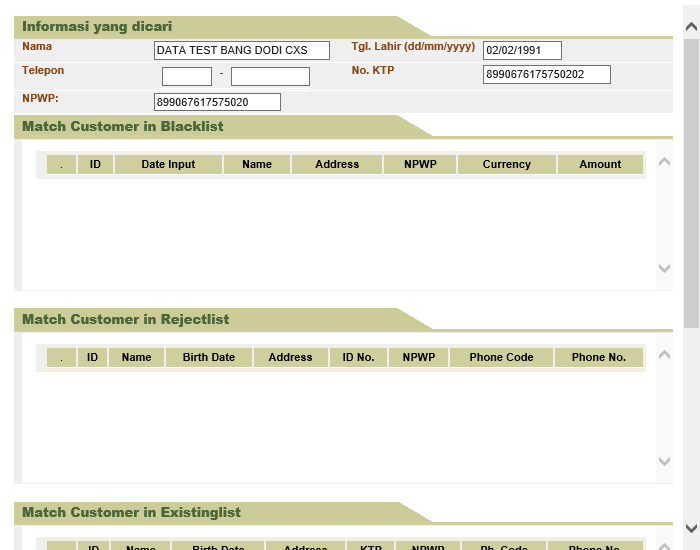 Informasi yang dicari
Nama DATA TEST BANG DODI CXS Tgl. Lahir (dd/mm/yyyy) 02/02/1991
Telepon - No. KTP 8990676175750202
NPWP: 899067617575020
Match Customer in Blacklist
. ID Date Input Name Address NPWP Currency Amount
Match Customer in Rejectlist
. ID Name Birth Date Address ID No. NPWP Phone Code Phone No.
Match Customer in Existinglist
ID Name Birth Date Address KTP NPWP Ph. Code Phone No.